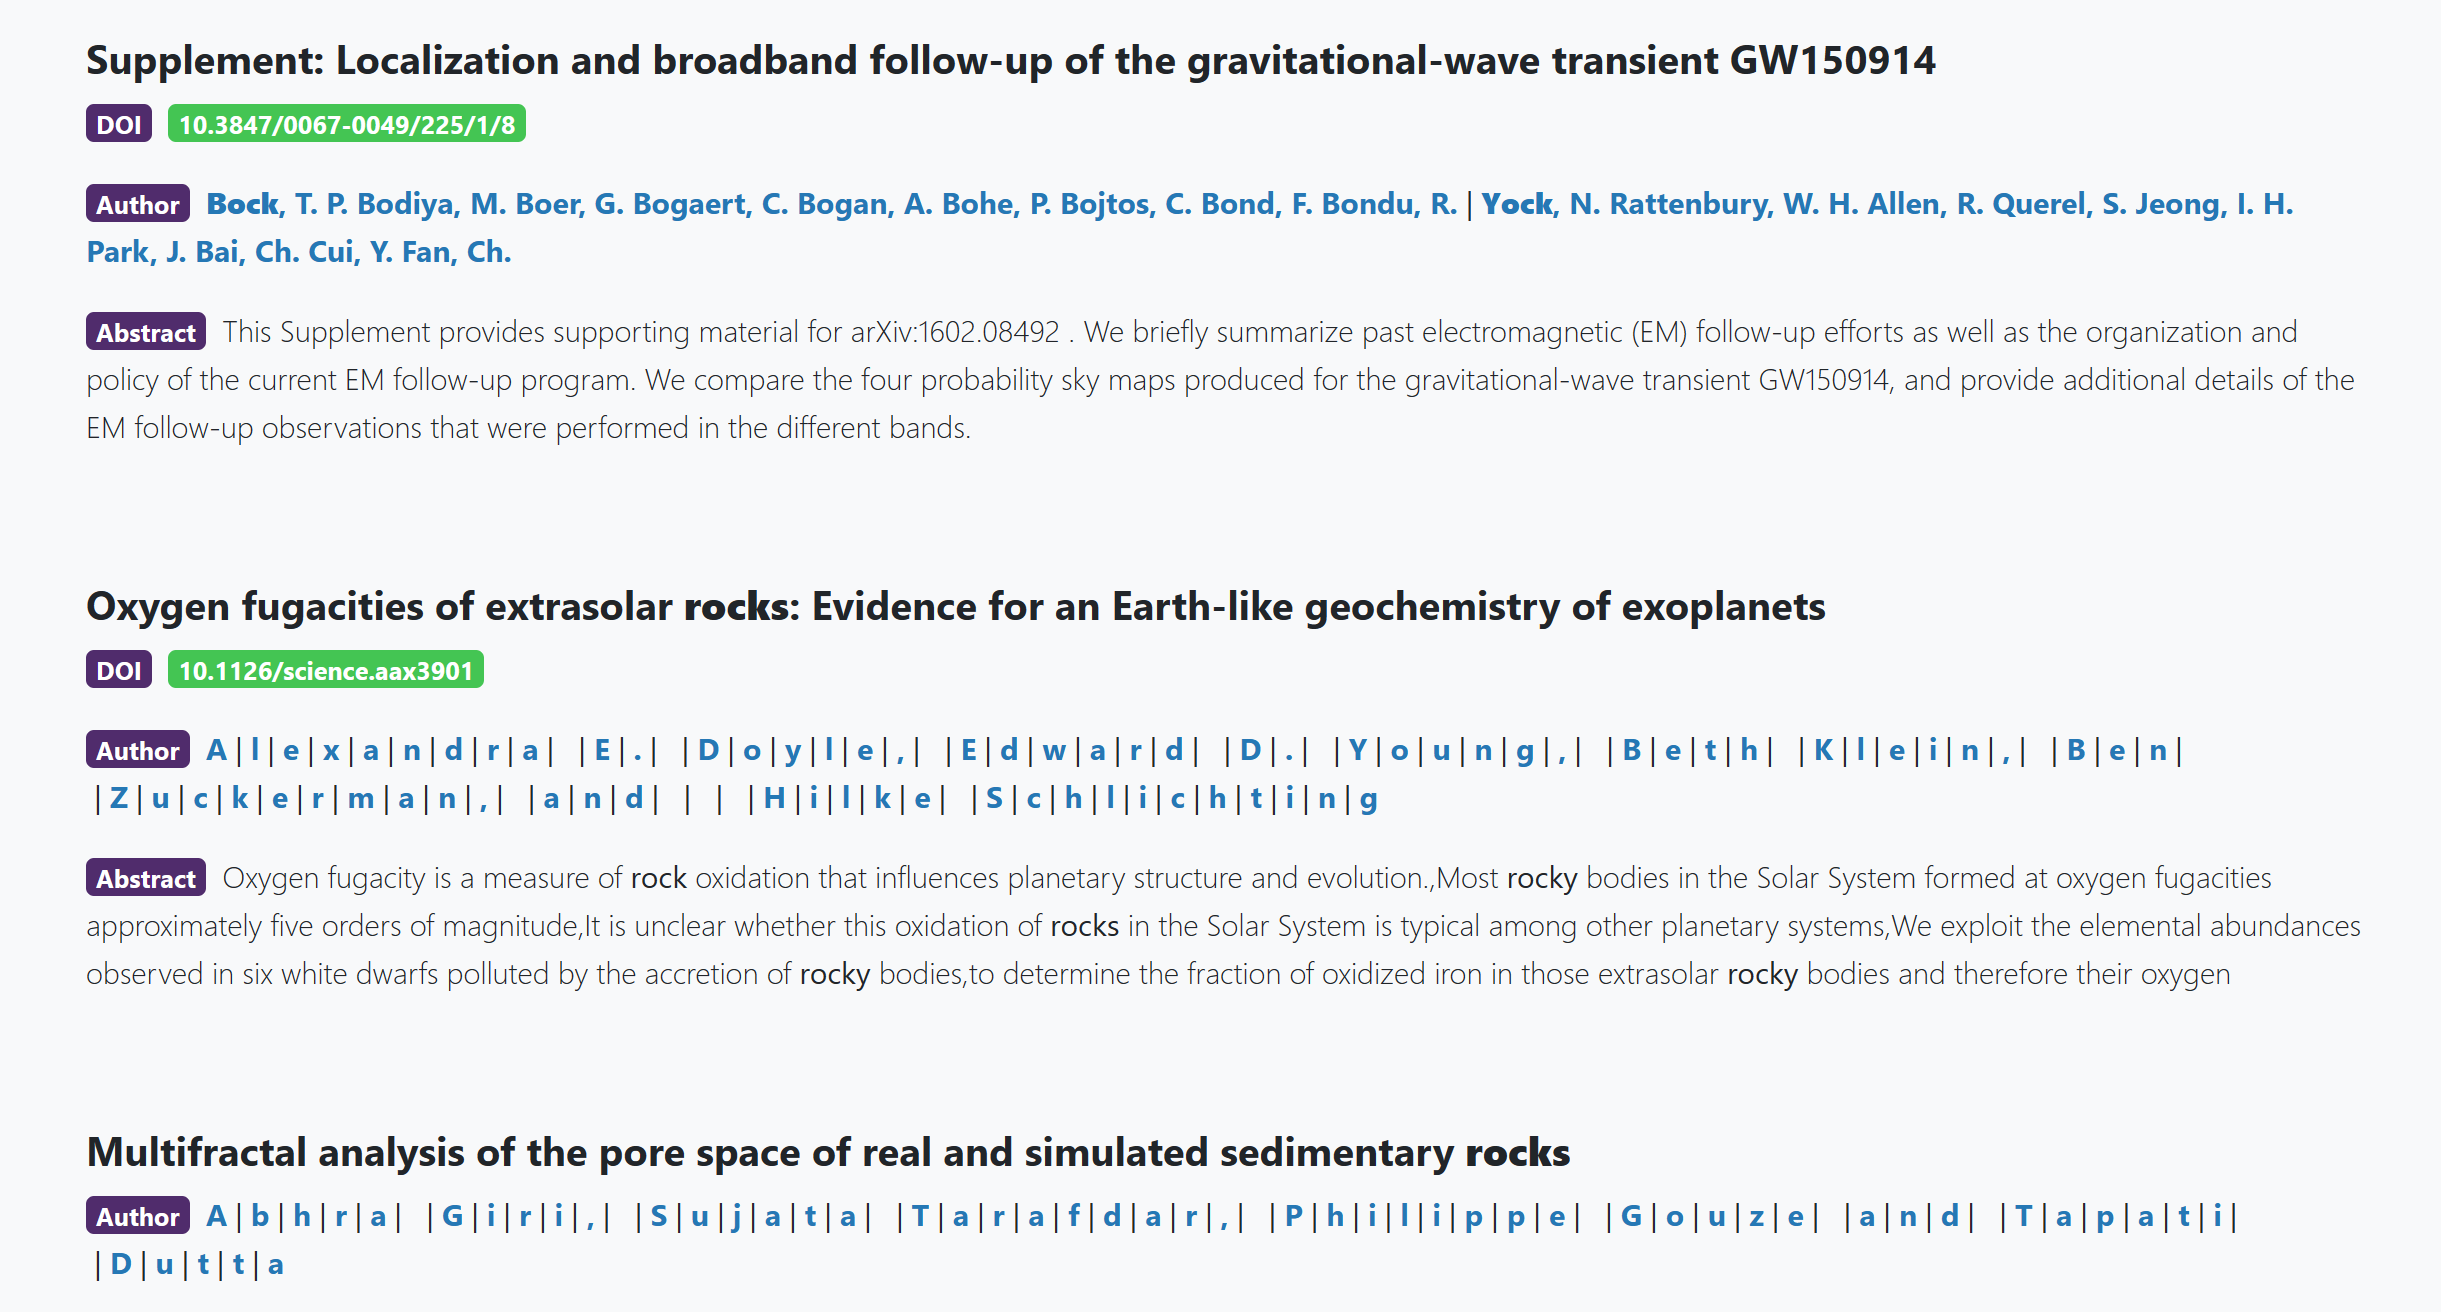 Supplement: Localization and broadband follow-up of the gravitational-wave transient GW150914
DOI 10.3847/0067-0049/225/1/8
Author Bock, T. P. Bodiya, M. Boer, G. Bogaert, C. Bogan, A. Bohe, P. Bojtos, C. Bond, F. Bondu, R. | Yock, N. Rattenbury, W. H. Allen, R. Querel, S. Jeong, I. H.
Park, J. Bai, Ch. Cui, Y. Fan, Ch.
Abstract This Supplement provides supporting material for arXiv:1602.08492 . We briefly summarize past electromagnetic (EM) follow-up efforts as well as the organization and
policy of the current EM follow-up program. We compare the four probability sky maps produced for the gravitational-wave transient GW150914, and provide additional details of the
EM follow-up observations that were performed in the different bands.
Oxygen fugacities of extrasolar rocks: Evidence for an Earth-like geochemistry of exoplanets
DOI 10.1126/science.aax3901
Author A | l | e | x | a | n | d | r | a |  | E | . |  | D | o | y | l | e | , |  | E | d | w | a | r | d |  | D | . |  | Y | o | u | n | g | , |  | B | e | t | h |  | K | l | e | i | n | , |  | B | e | n |
| Z | u | c | k | e | r | m | a | n | , |  | a | n | d |  |  |  | H | i | l | k | e |  | S | c | h | l | i | c | h | t | i | n | g
Abstract Oxygen fugacity is a measure of rock oxidation that influences planetary structure and evolution.,Most rocky bodies in the Solar System formed at oxygen fugacities
approximately five orders of magnitude,It is unclear whether this oxidation of rocks in the Solar System is typical among other planetary systems,We exploit the elemental abundances
observed in six white dwarfs polluted by the accretion of rocky bodies,to determine the fraction of oxidized iron in those extrasolar rocky bodies and therefore their oxygen
Multifractal analysis of the pore space of real and simulated sedimentary rocks
Author A | b | h | r | a |  | G | i | r | i | , |  | S | u | j | a | t | a |  | T | a | r | a | f | d | a | r | , |  | P | h | i | l | i | p | p | e |  | G | o | u | z | e |  | a | n | d |  | T | a | p | a | t | i |
| D | u | t | t | a